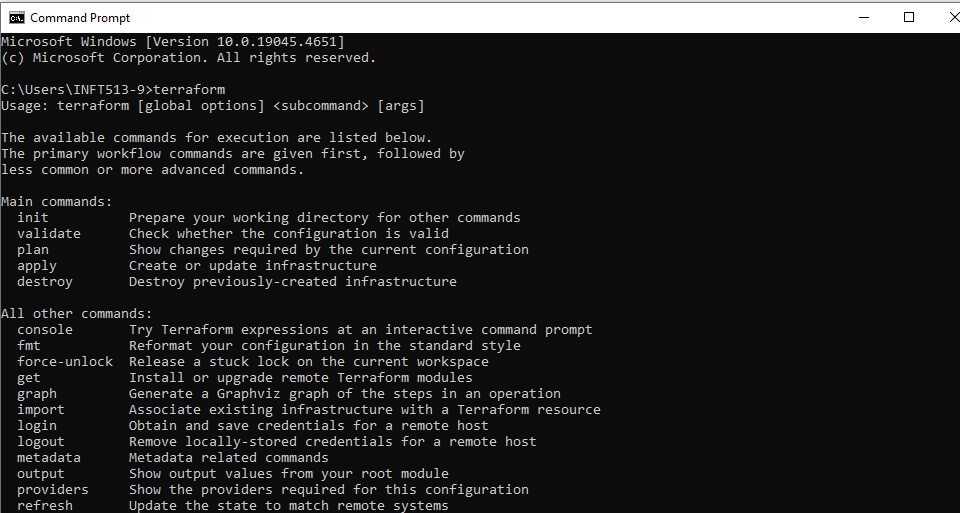 Command Prompt
Microsoft Windows [Version 10.0.19045.4651]
(c) Microsoft Corporation. All rights reserved.
C:\Users\INFT513-9>terraform
Usage: terraform [global options] <subcommand> [args]
The available commands for execution are listed below.
The primary workflow commands are given first, followed by
less common or more advanced commands.
Main commands:
  init          Prepare your working directory for other commands
  validate      Check whether the configuration is valid
  plan          Show changes required by the current configuration
  apply         Create or update infrastructure
  destroy       Destroy previously-created infrastructure
All other commands:
  console       Try Terraform expressions at an interactive command prompt
  fmt           Reformat your configuration in the standard style
  force-unlock  Release a stuck lock on the current workspace
  get           Install or upgrade remote Terraform modules
  graph         Generate a Graphviz graph of the steps in an operation
  import        Associate existing infrastructure with a Terraform resource
  login         Obtain and save credentials for a remote host
  logout        Remove locally-stored credentials for a remote host
  metadata      Metadata related commands
  output        Show output values from your root module
  providers     Show the providers required for this configuration
  refresh       Update the state to match remote systems